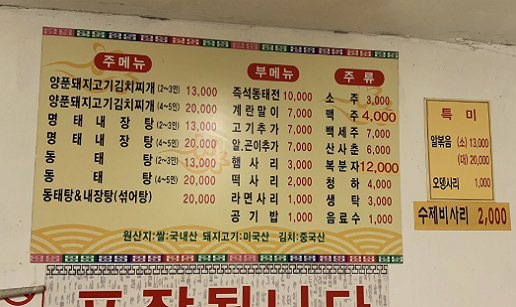 주메뉴
양푼돼지고기김치찌개 (2~3인) 13,000
양푼돼지고기김치찌개 (4~5인) 20,000
명태내장탕 (2~3인) 13,000
명태내장탕 (4~5인) 20,000
동태탕 (2~3인) 13,000
동태탕 (4~5인) 20,000
동태탕&내장탕(섞어탕) 20,000
부메뉴
즉석동태전 10,000
계란말이 7,000
고기추가 7,000
알.곤이추가 7,000
햄사리 3,000
떡사리 2,000
라면사리 1,000
공기밥 1,000
주류
소주 3,000
맥주 4,000
백세주 7,000
산사춘 6,000
복분자 12,000
청하 4,000
생탁 3,000
음료수 1,000
원산지:쌀:국내산 돼지고기:미국산 김치:중국산
특미
알볶음 (소) 13,000
(대) 20,000
오뎅사리 1,000
수제비사리 2,000
포장됩니다